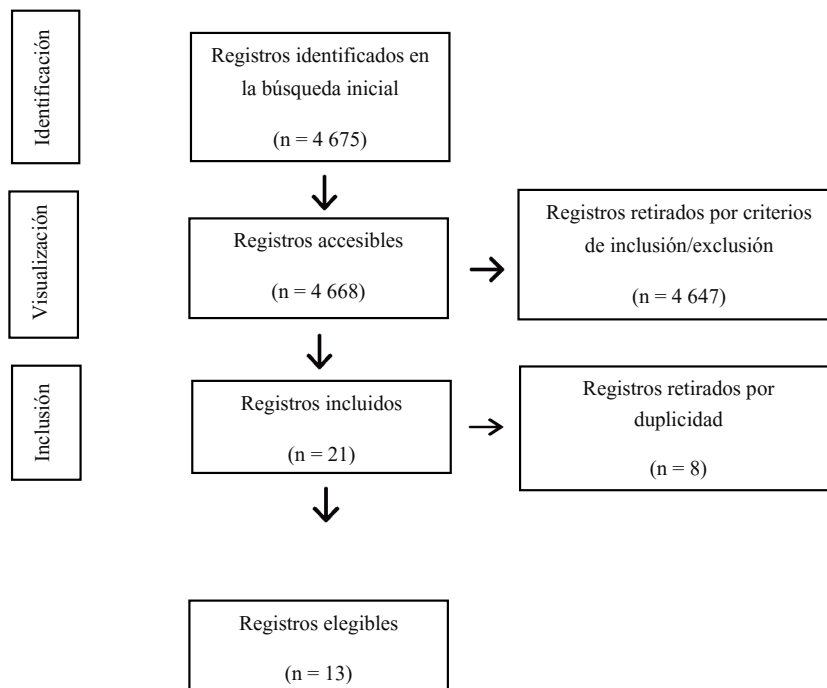 Identificación
Registros identificados en
la búsqueda inicial
(n = 4 675)
Visualización
Registros accesibles
(n = 4 668)
Registros retirados por criterios
de inclusión/exclusión
(n = 4 647)
Inclusión
Registros incluidos
(n = 21)
Registros retirados por
duplicidad
(n = 8)
Registros elegibles
(n = 13)